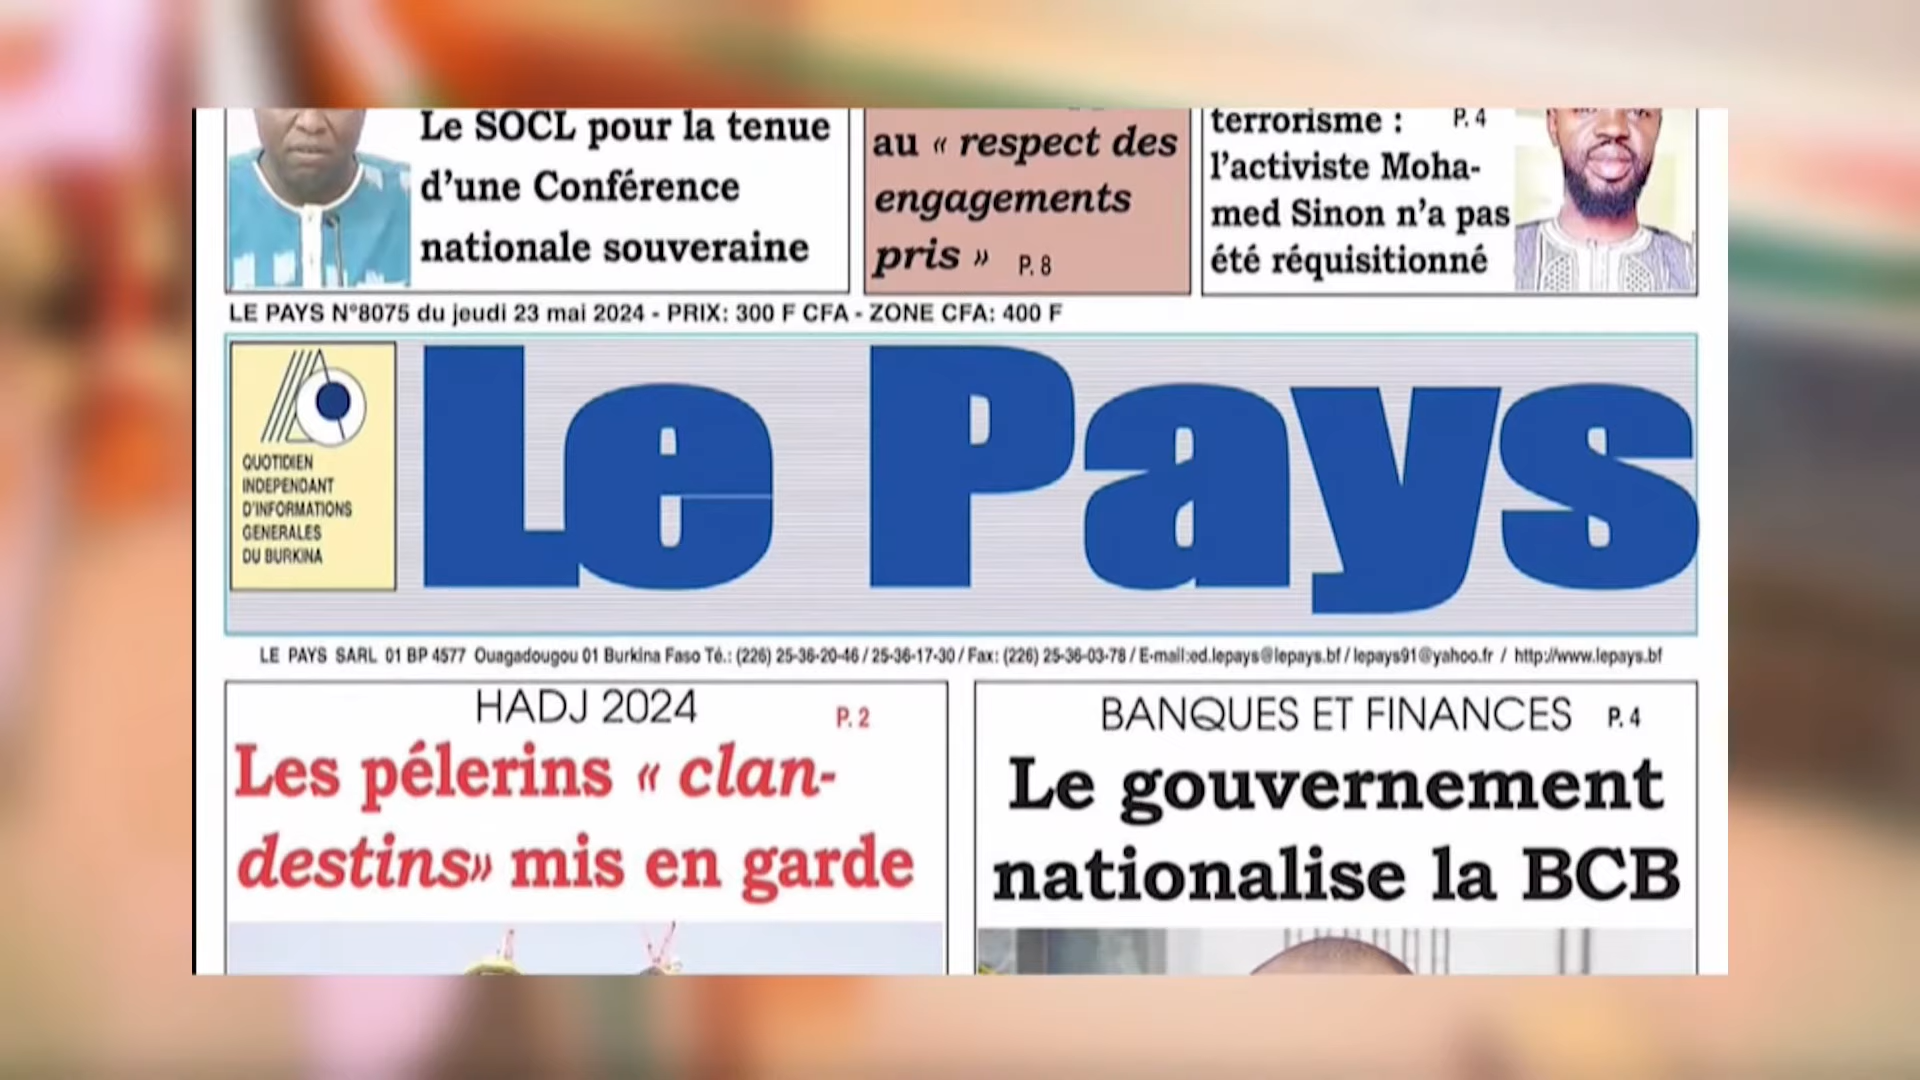 Le SOCL pour la tenue
d'une Conférence
nationale souveraine
au « respect des
engagements
pris » P. 8
terrorisme : P. 4
l'activiste Moha-
med Sinon n'a pas
été réquisitionné
LE PAYS N°8075 du jeudi 23 mai 2024 - PRIX: 300 F CFA - ZONE CFA: 400 F
QUOTIDIEN
INDEPENDANT
D'INFORMATIONS
GENERALES
DU BURKINA
Le Pays
LE PAYS SARL 01 BP 4577 Ouagadougou 01 Burkina Faso Té.: (226) 25-36-20-46 / 25-36-17-30 / Fax: (226) 25-36-03-78 / E-mail:ed.lepays@lepays.bf / lepays91@yahoo.fr / http://www.lepays.bf
HADJ 2024 P. 2
Les pélerins « clan-
destins» mis en garde
BANQUES ET FINANCES P. 4
Le gouvernement
nationalise la BCB